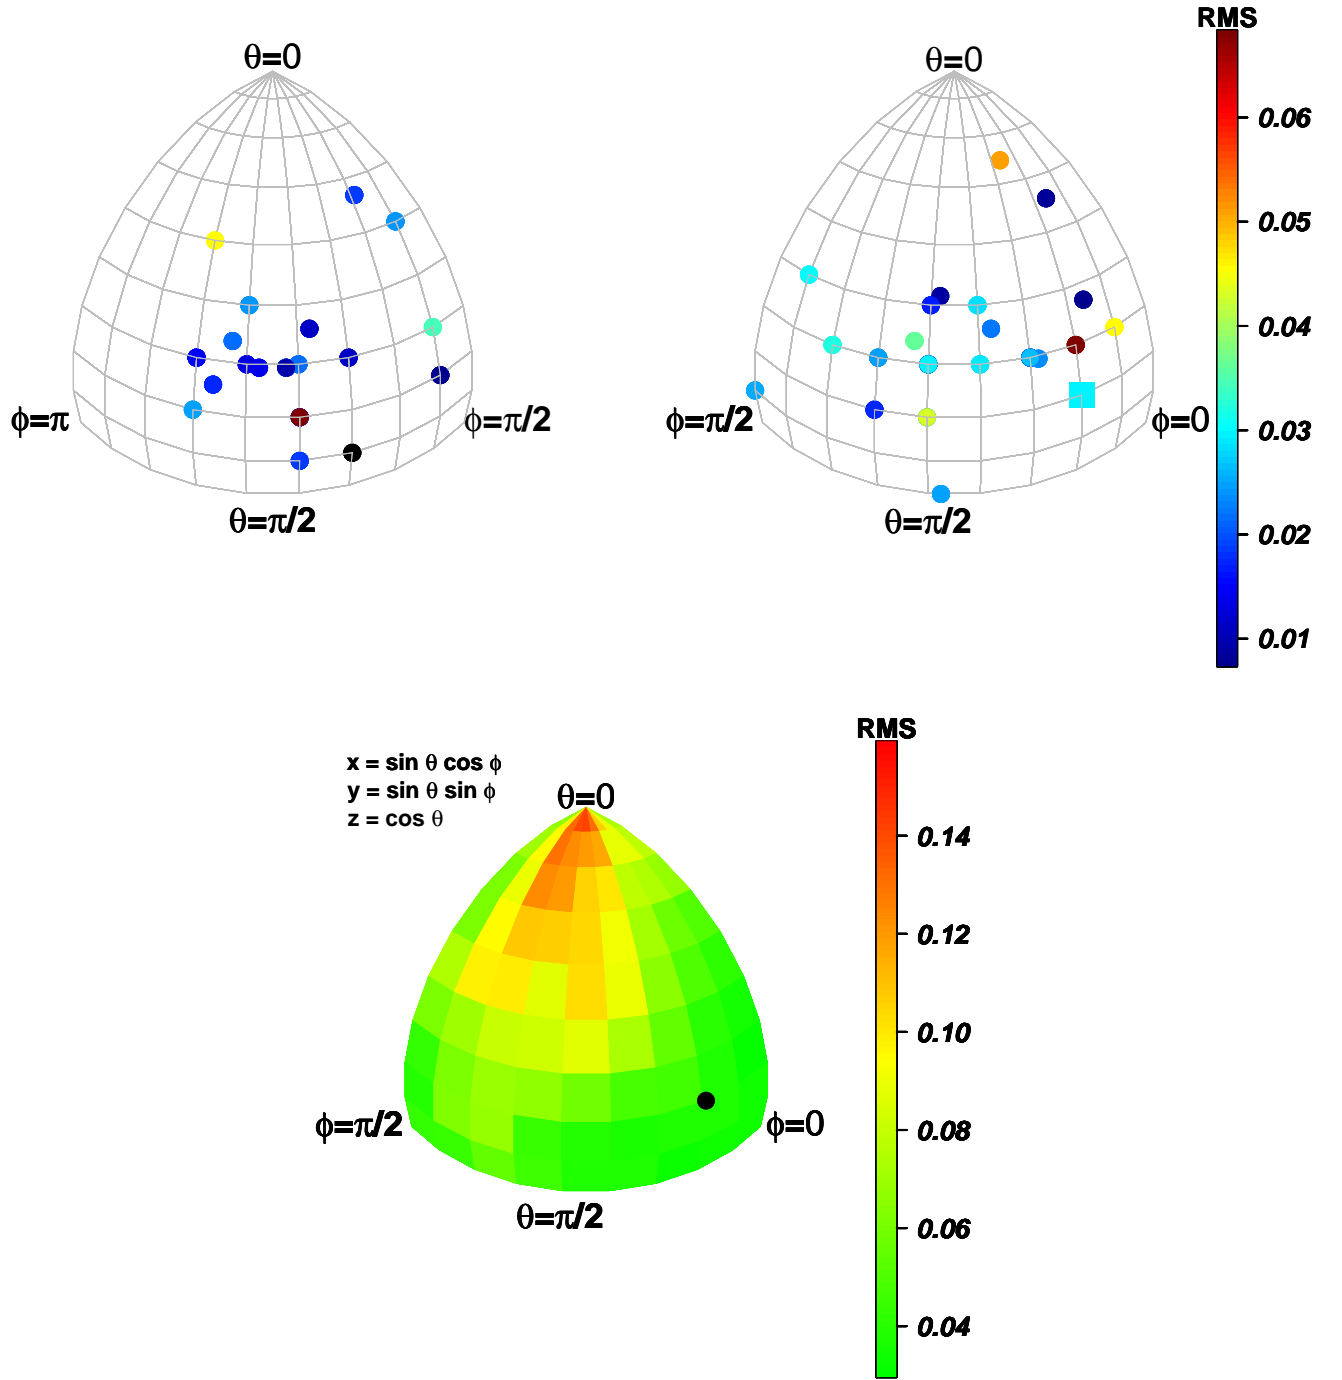 RMS
θ=0
θ=0
0.06
0.05
0.04
0.03
0.02
0.01
ϕ=π
ϕ=π/2
ϕ=π/2
ϕ=0
θ=π/2
θ=π/2
RMS
x = sin θ cos ϕ
y = sin θ sin ϕ
z = cos θ
θ=0
0.14
0.12
0.10
0.08
0.06
0.04
ϕ=π/2
ϕ=0
θ=π/2